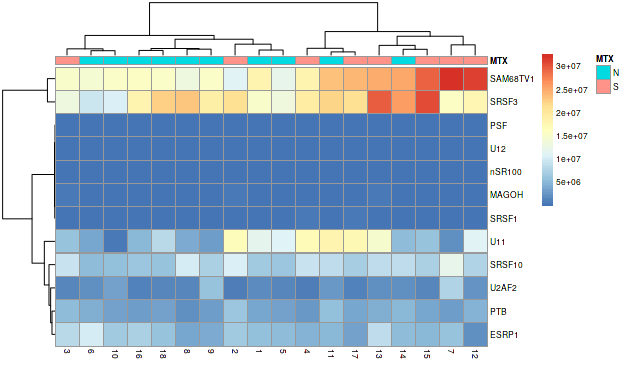 MTX
SAM68TV1
SRSF3
PSF
U12
nSR100
MAGOH
SRSF1
U11
SRSF10
U2AF2
PTB
ESRP1
3 6 10 16 18 8 9 2 1 5 4 11 17 13 14 15 7 12
3e+07
2.5e+07
2e+07
1.5e+07
1e+07
5e+06
MTX
N
S